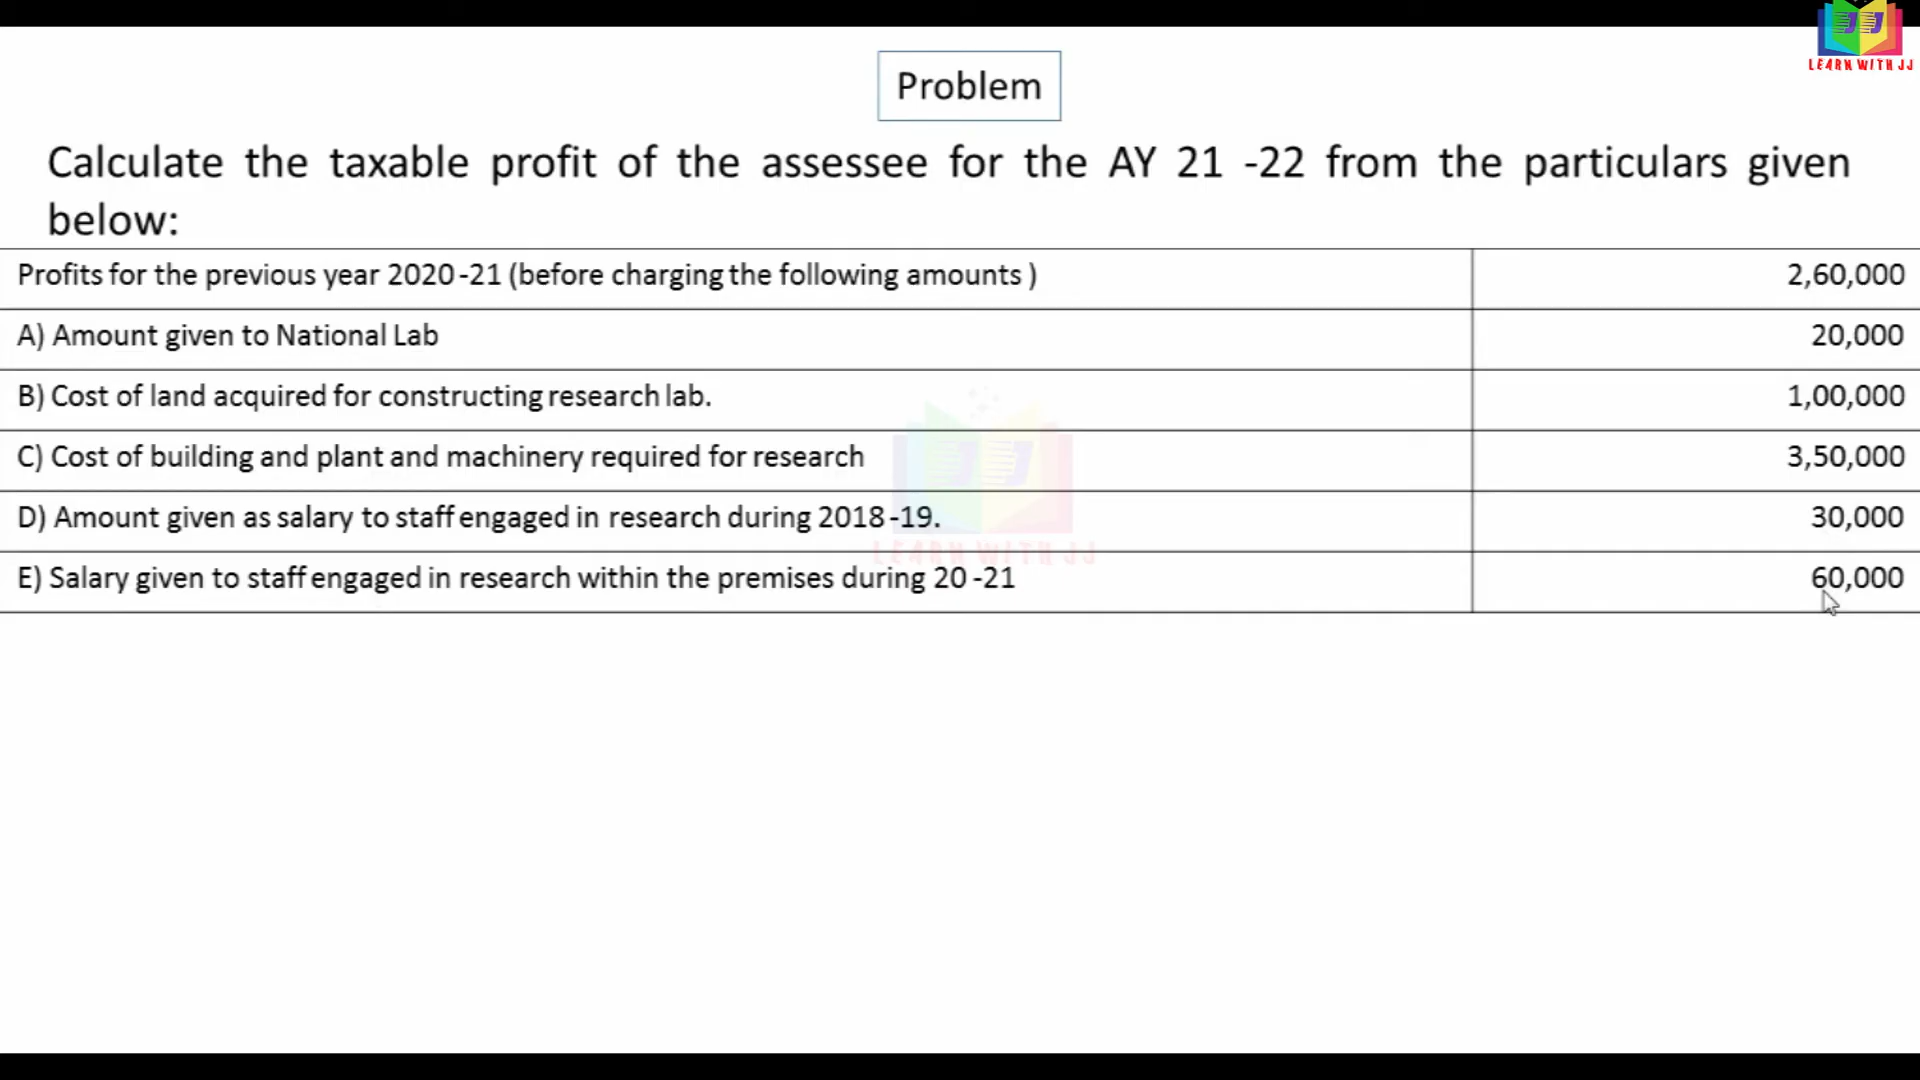 LEARN WITH JJ
Problem
Calculate the taxable profit of the assessee for the AY 21 -22 from the particulars given
below:
Profits for the previous year 2020 -21 (before charging the following amounts ) 2,60,000
A) Amount given to National Lab 20,000
B) Cost of land acquired for constructing research lab. 1,00,000
C) Cost of building and plant and machinery required for research 3,50,000
D) Amount given as salary to staff engaged in research during 2018 -19. 30,000
E) Salary given to staff engaged in research within the premises during 20 -21 60,000
LEARN WITH JJ